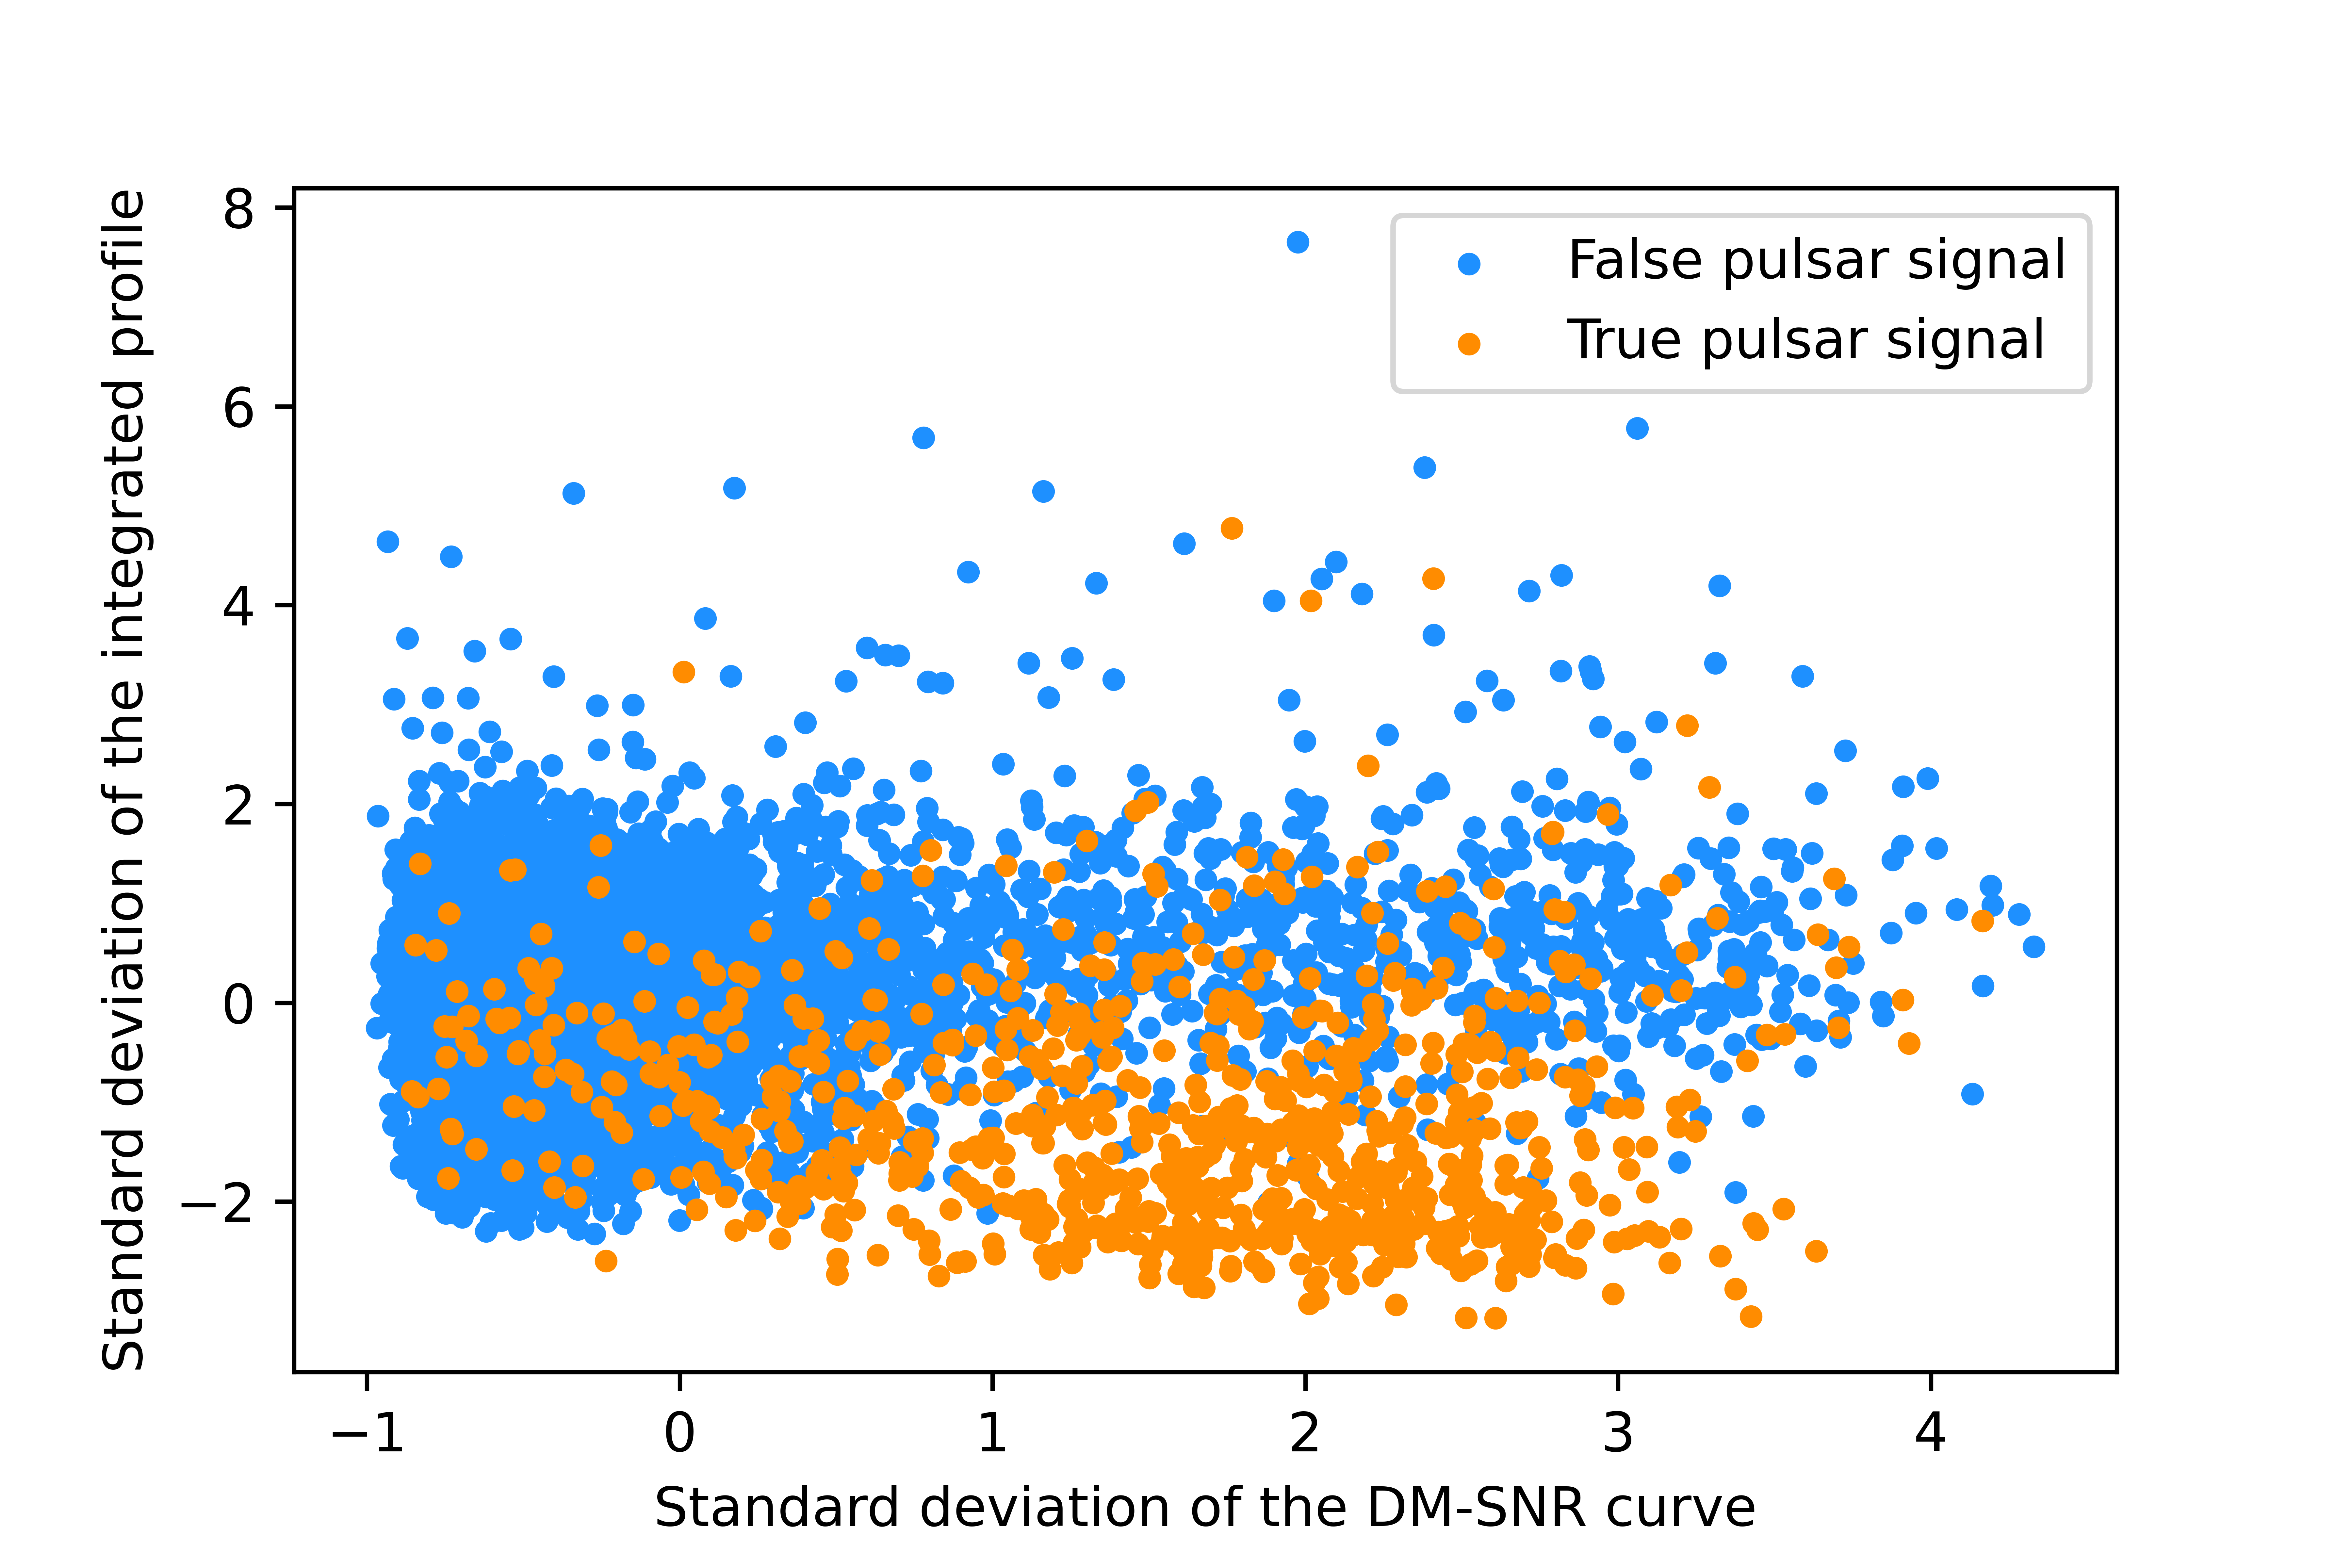 Standard deviation of the integrated profile
8
6
4
2
0
−2
False pulsar signal
True pulsar signal
−1 0 1 2 3 4
Standard deviation of the DM-SNR curve